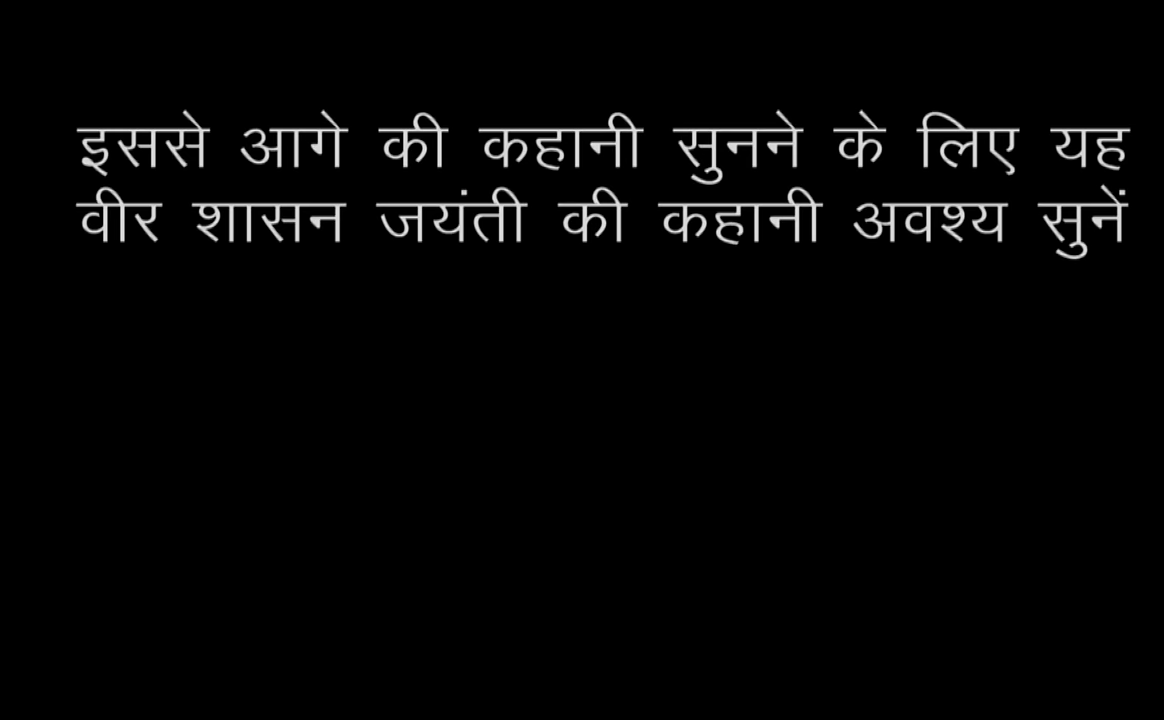 इससे आगे की कहानी सुनने के लिए यह
वीर शासन जयंती की कहानी अवश्य सुनें